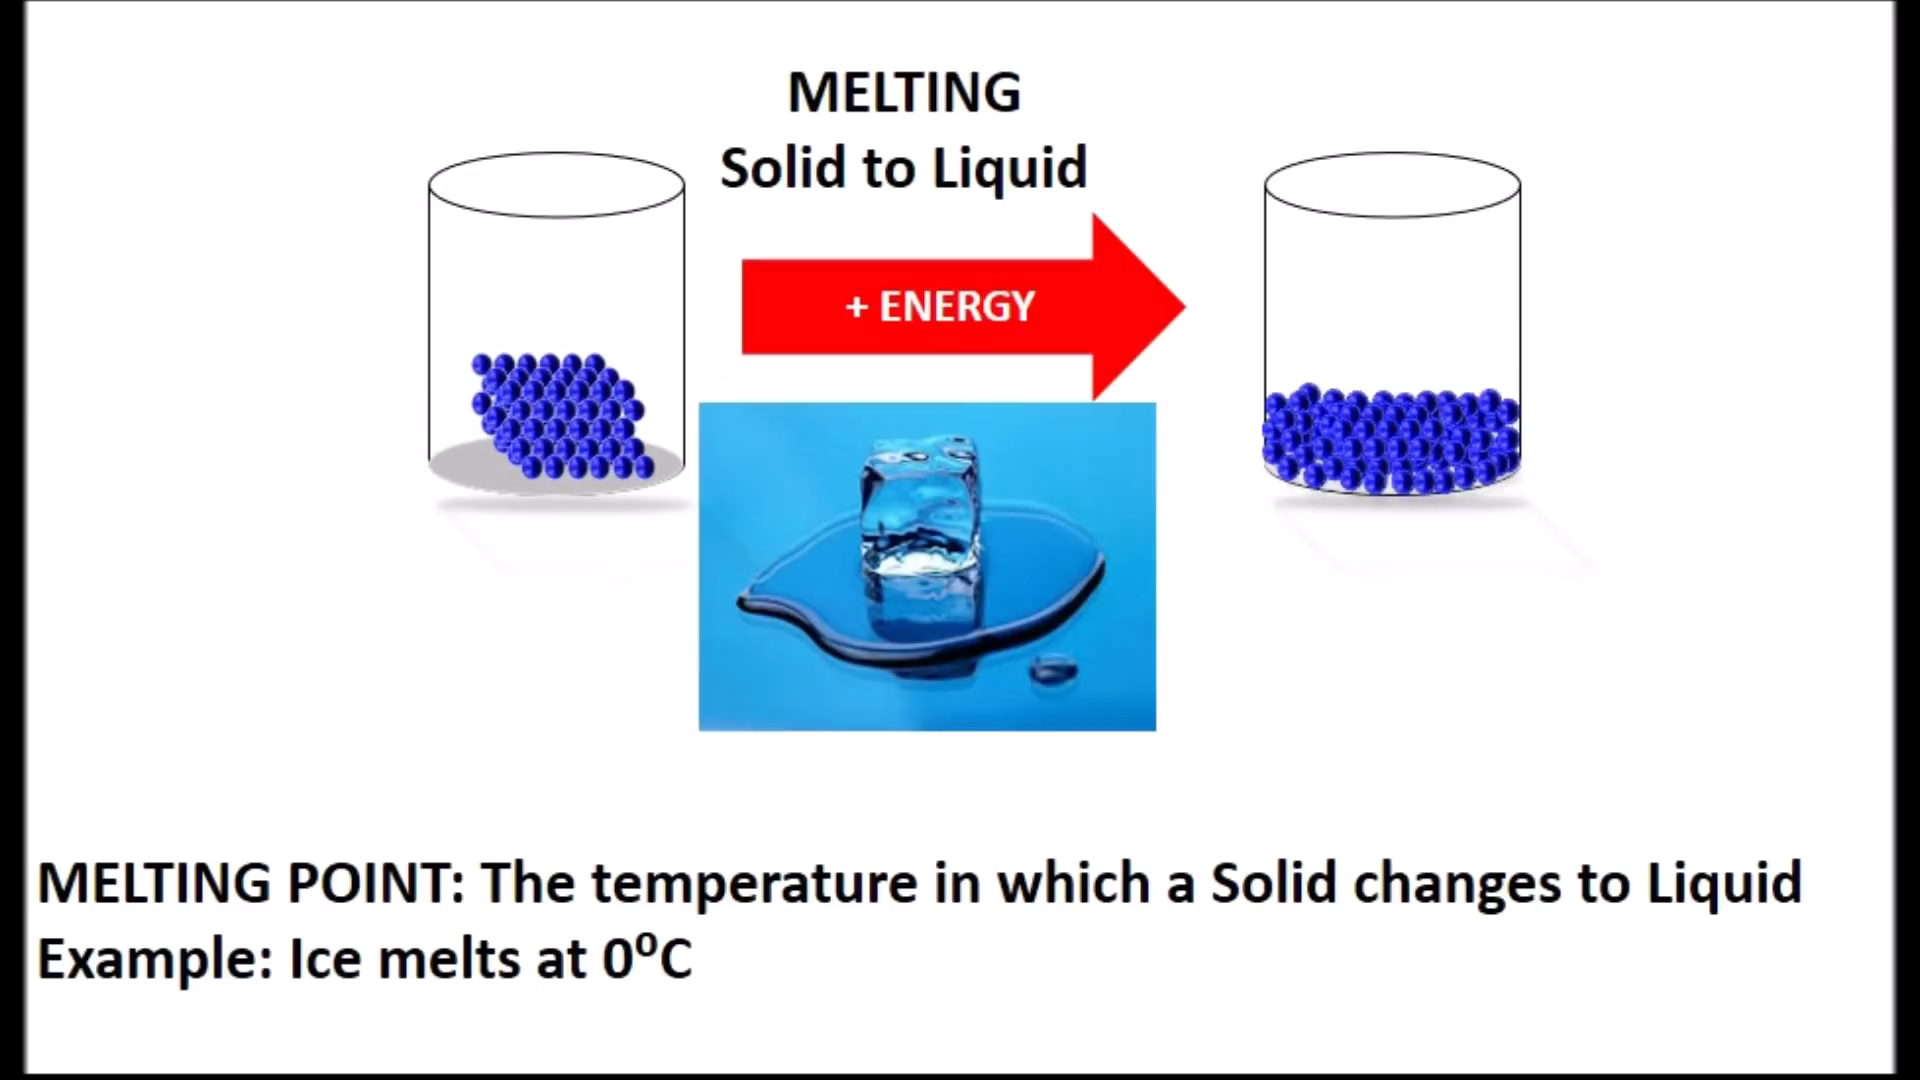 MELTING
Solid to Liquid
+ ENERGY
MELTING POINT: The temperature in which a Solid changes to Liquid
Example: Ice melts at 0⁰C